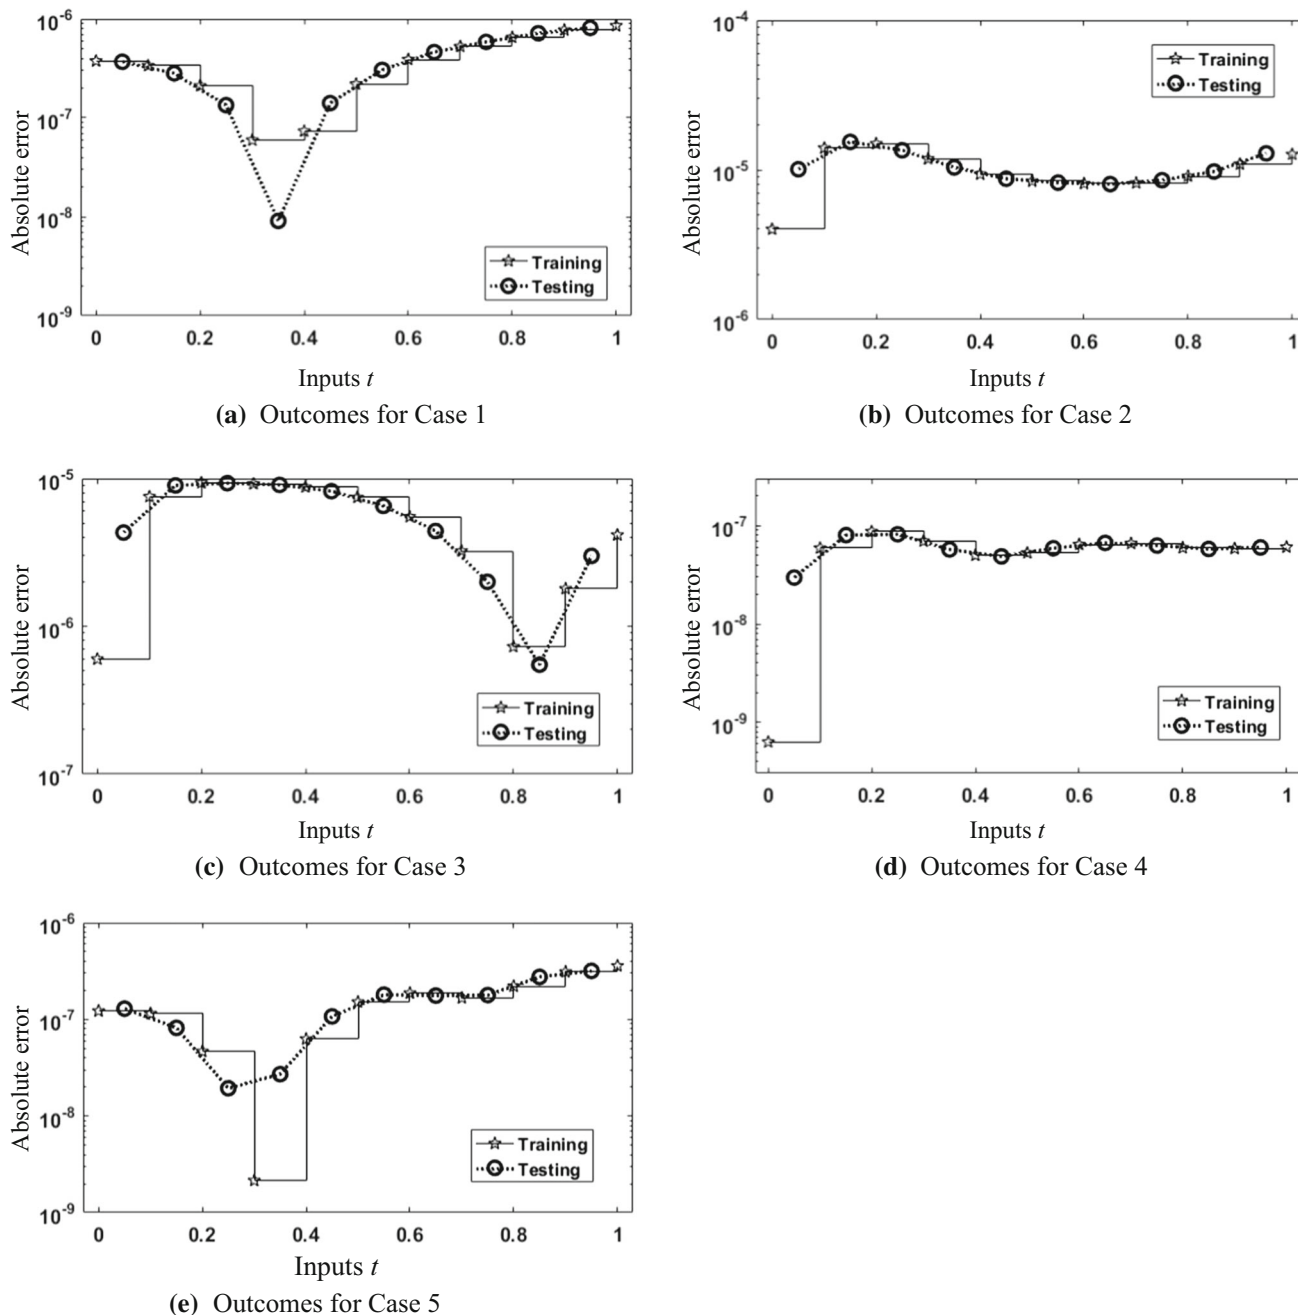 Absolute error
10^-6
10^-7
10^-8
10^-9
Training
Testing
0 0.2 0.4 0.6 0.8 1
Inputs t
(a) Outcomes for Case 1
Absolute error
10^-4
10^-5
10^-6
Training
Testing
0 0.2 0.4 0.6 0.8 1
Inputs t
(b) Outcomes for Case 2
Absolute error
10^-5
10^-6
10^-7
Training
Testing
0 0.2 0.4 0.6 0.8 1
Inputs t
(c) Outcomes for Case 3
Absolute error
10^-7
10^-8
10^-9
Training
Testing
0 0.2 0.4 0.6 0.8 1
Inputs t
(d) Outcomes for Case 4
Absolute error
10^-6
10^-7
10^-8
10^-9
Training
Testing
0 0.2 0.4 0.6 0.8 1
Inputs t
(e) Outcomes for Case 5